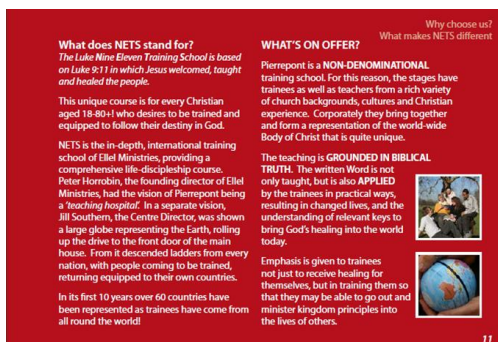 Why choose us?
What makes NETS different
What does NETS stand for?
The Luke Nine Eleven Training School is based
on Luke 9:11 in which Jesus welcomed, taught
and healed the people.
This unique course is for every Christian
aged 18-80+! who desires to be trained and
equipped to follow their destiny in God.
NETS is the in-depth, international training
school of Ellel Ministries, providing a
comprehensive life-discipleship course.
Peter Horrobin, the founding director of Ellel
Ministries, had the vision of Pierrepont being
a 'teaching hospital'. In a separate vision,
Jill Southern, the Centre Director, was shown
a large globe representing the Earth, rolling
up the drive to the front door of the main
house. From it descended ladders from every
nation, with people coming to be trained,
returning equipped to their own countries.
In its first 10 years over 60 countries have
been represented as trainees have come from
all round the world!
WHAT'S ON OFFER?
Pierrepont is a NON-DENOMINATIONAL
training school. For this reason, the stages have
trainees as well as teachers from a rich variety
of church backgrounds, cultures and Christian
experience. Corporately they bring together
and form a representation of the world-wide
Body of Christ that is quite unique.
The teaching is GROUNDED IN BIBLICAL
TRUTH. The written Word is not
only taught, but is also APPLIED
by the trainees in practical ways,
resulting in changed lives, and the
understanding of relevant keys to
bring God's healing into the world
today.
Emphasis is given to trainees
not just to receive healing for
themselves, but in training them so
that they may be able to go out and
minister kingdom principles into
the lives of others.
11